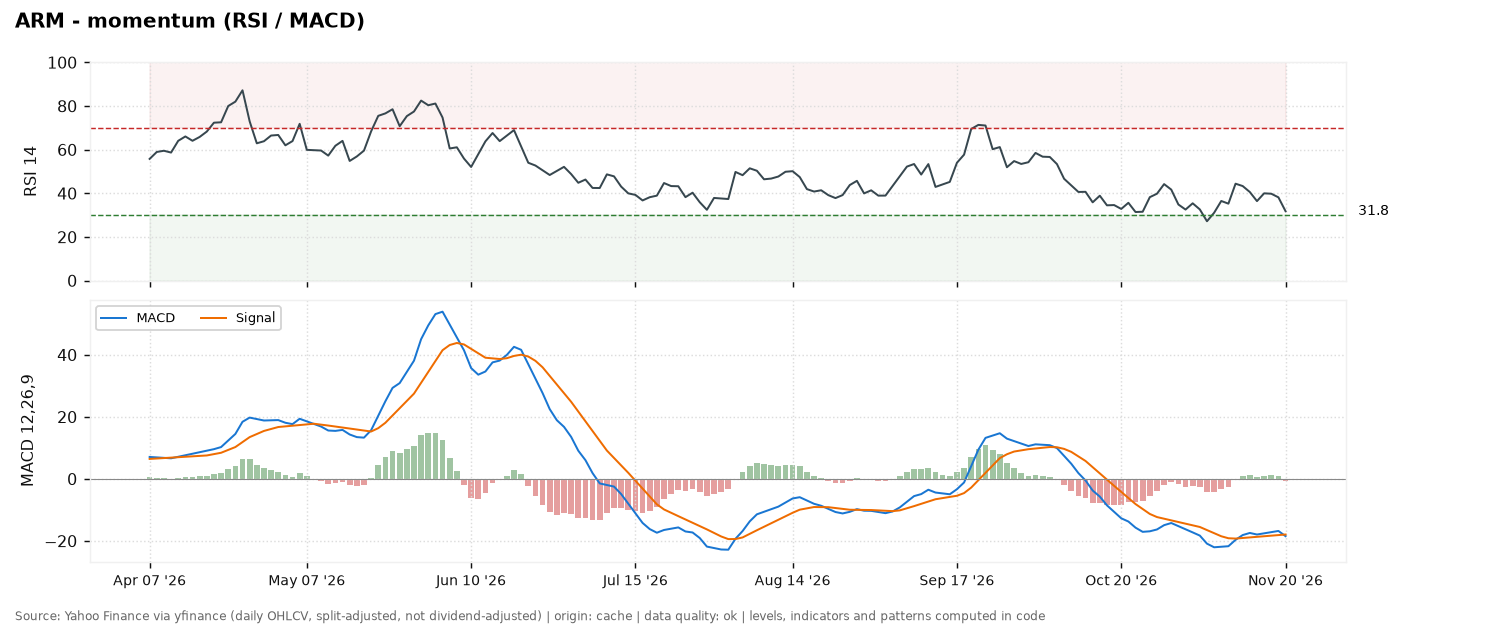 ARM - momentum (RSI / MACD)
100
80
60
40
20
0
RSI 14
31.8
MACD
Signal
40
20
0
−20
MACD 12,26,9
Apr 07 '26
May 07 '26
Jun 10 '26
Jul 15 '26
Aug 14 '26
Sep 17 '26
Oct 20 '26
Nov 20 '26
Source: Yahoo Finance via yfinance (daily OHLCV, split-adjusted, not dividend-adjusted) | origin: cache | data quality: ok | levels, indicators and patterns computed in code